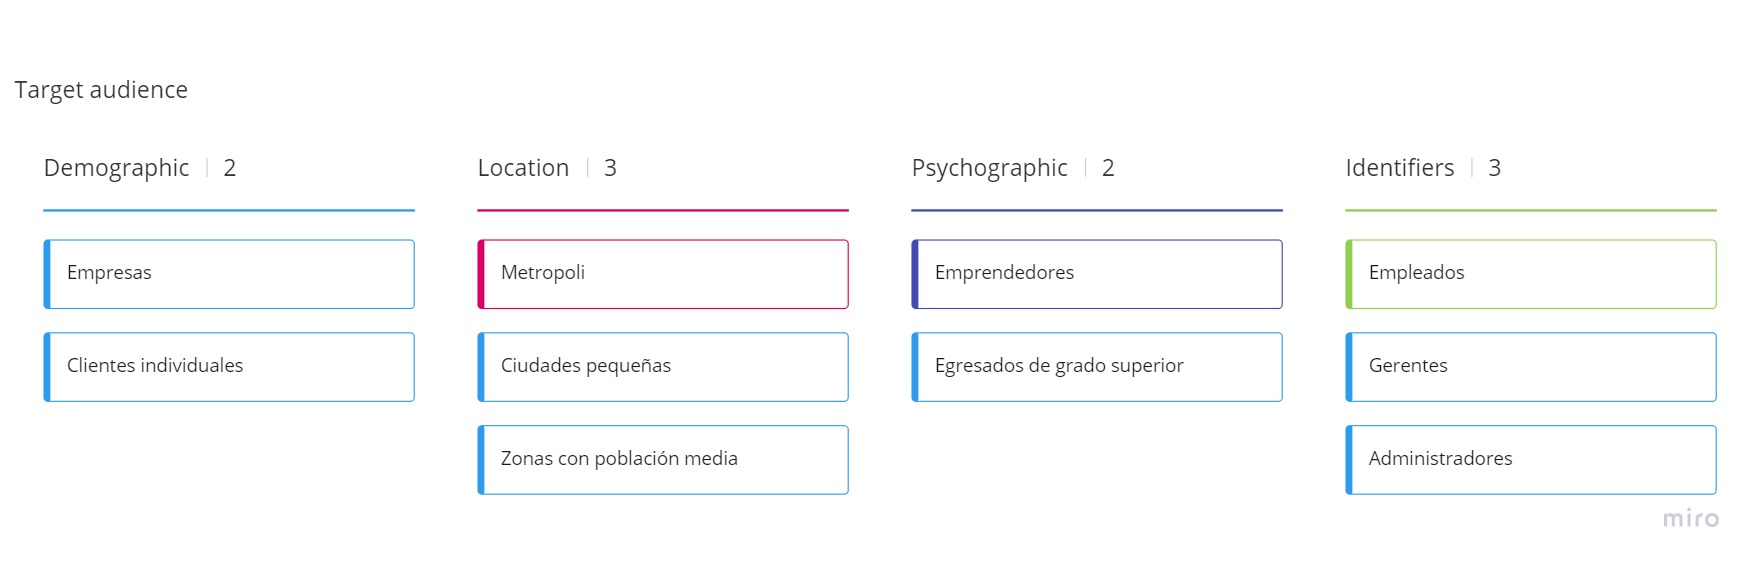 Target audience
Demographic | 2
Empresas
Clientes individuales
Location | 3
Metropoli
Ciudades pequeñas
Zonas con población media
Psychographic | 2
Emprendedores
Egresados de grado superior
Identifiers | 3
Empleados
Gerentes
Administradores
miro